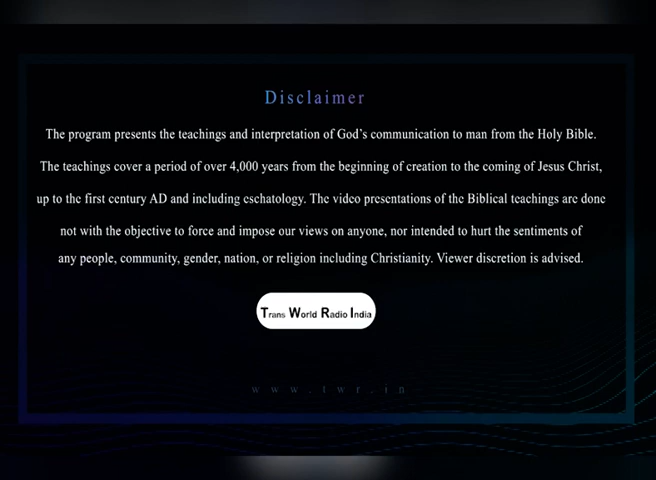 Disclaimer
The program presents the teachings and interpretation of God's communication to man from the Holy Bible.
The teachings cover a period of over 4,000 years from the beginning of creation to the coming of Jesus Christ,
up to the first century AD and including eschatology. The video presentations of the Biblical teachings are done
not with the objective to force and impose our views on anyone, nor intended to hurt the sentiments of
any people, community, gender, nation, or religion including Christianity. Viewer discretion is advised.
Trans World Radio India
www.twr.in